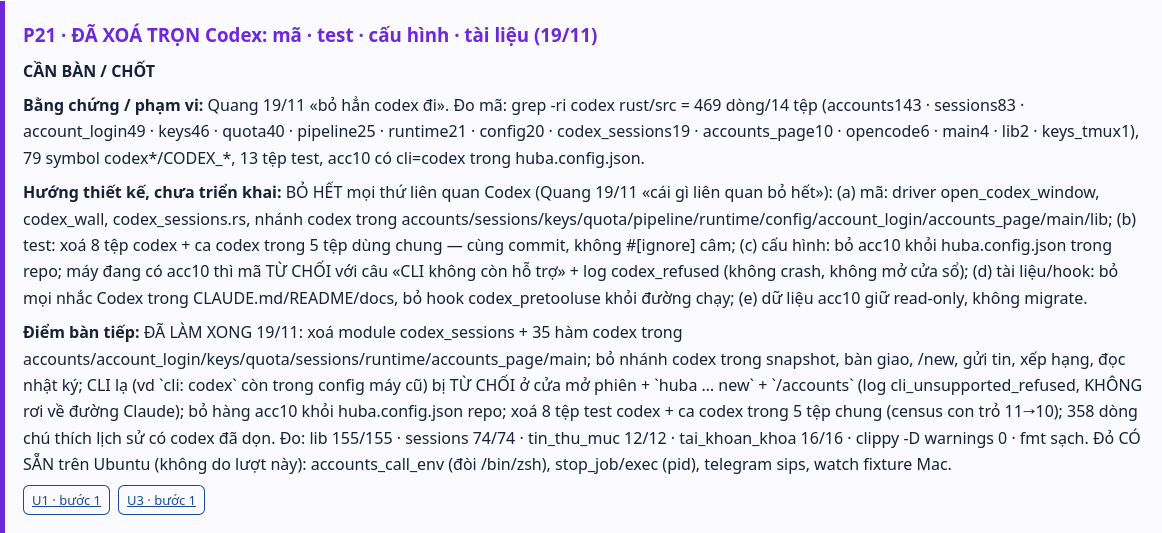 P21 · ĐÃ XOÁ TRỌN Codex: mã · test · cấu hình · tài liệu (19/11)
CẦN BÀN / CHỐT
Bằng chứng / phạm vi: Quang 19/11 «bỏ hẳn codex đi». Đo mã: grep -ri codex rust/src = 469 dòng/14 tệp (accounts143 · sessions83 ·
account_login49 · keys46 · quota40 · pipeline25 · runtime21 · config20 · codex_sessions19 · accounts_page10 · opencode6 · main4 · lib2 · keys_tmux1),
79 symbol codex*/CODEX_*, 13 tệp test, acc10 có cli=codex trong huba.config.json.
Hướng thiết kế, chưa triển khai: BỎ HẾT mọi thứ liên quan Codex (Quang 19/11 «cái gì liên quan bỏ hết»): (a) mã: driver open_codex_window,
codex_wall, codex_sessions.rs, nhánh codex trong accounts/sessions/keys/quota/pipeline/runtime/config/account_login/accounts_page/main/lib; (b)
test: xoá 8 tệp codex + ca codex trong 5 tệp dùng chung — cùng commit, không #[ignore] câm; (c) cấu hình: bỏ acc10 khỏi huba.config.json trong
repo; máy đang có acc10 thì mã TỪ CHỐI với câu «CLI không còn hỗ trợ» + log codex_refused (không crash, không mở cửa sổ); (d) tài liệu/hook: bỏ
mọi nhắc Codex trong CLAUDE.md/README/docs, bỏ hook codex_pretooluse khỏi đường chạy; (e) dữ liệu acc10 giữ read-only, không migrate.
Điểm bàn tiếp: ĐÃ LÀM XONG 19/11: xoá module codex_sessions + 35 hàm codex trong
accounts/account_login/keys/quota/sessions/runtime/accounts_page/main; bỏ nhánh codex trong snapshot, bàn giao, /new, gửi tin, xếp hạng, đọc
nhật ký; CLI lạ (vd `cli: codex` còn trong config máy cũ) bị TỪ CHỐI ở cửa mở phiên + `huba … new` + `/accounts` (log cli_unsupported_refused, KHÔNG
rơi về đường Claude); bỏ hàng acc10 khỏi huba.config.json repo; xoá 8 tệp test codex + ca codex trong 5 tệp chung (census con trỏ 11→10); 358 dòng
chú thích lịch sử có codex đã dọn. Đo: lib 155/155 · sessions 74/74 · tin_thu_muc 12/12 · tai_khoan_khoa 16/16 · clippy -D warnings 0 · fmt sạch. Đỏ CÓ
SẴN trên Ubuntu (không do lượt này): accounts_call_env (đòi /bin/zsh), stop_job/exec (pid), telegram sips, watch fixture Mac.
U1 · bước 1 U3 · bước 1